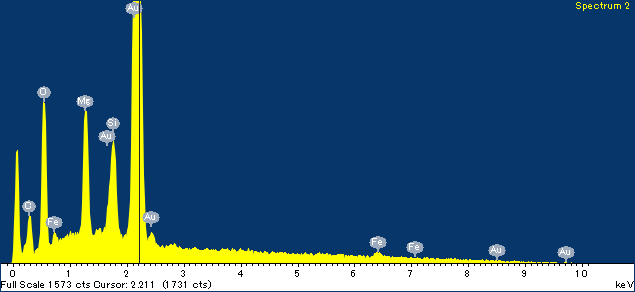 Spectrum 2
Au
O
Mg
Si
Au
C
Au
Fe
Fe
Fe
Au
Au
0 1 2 3 4 5 6 7 8 9 10
Full Scale 1573 cts Cursor: 2.211 (1731 cts) keV